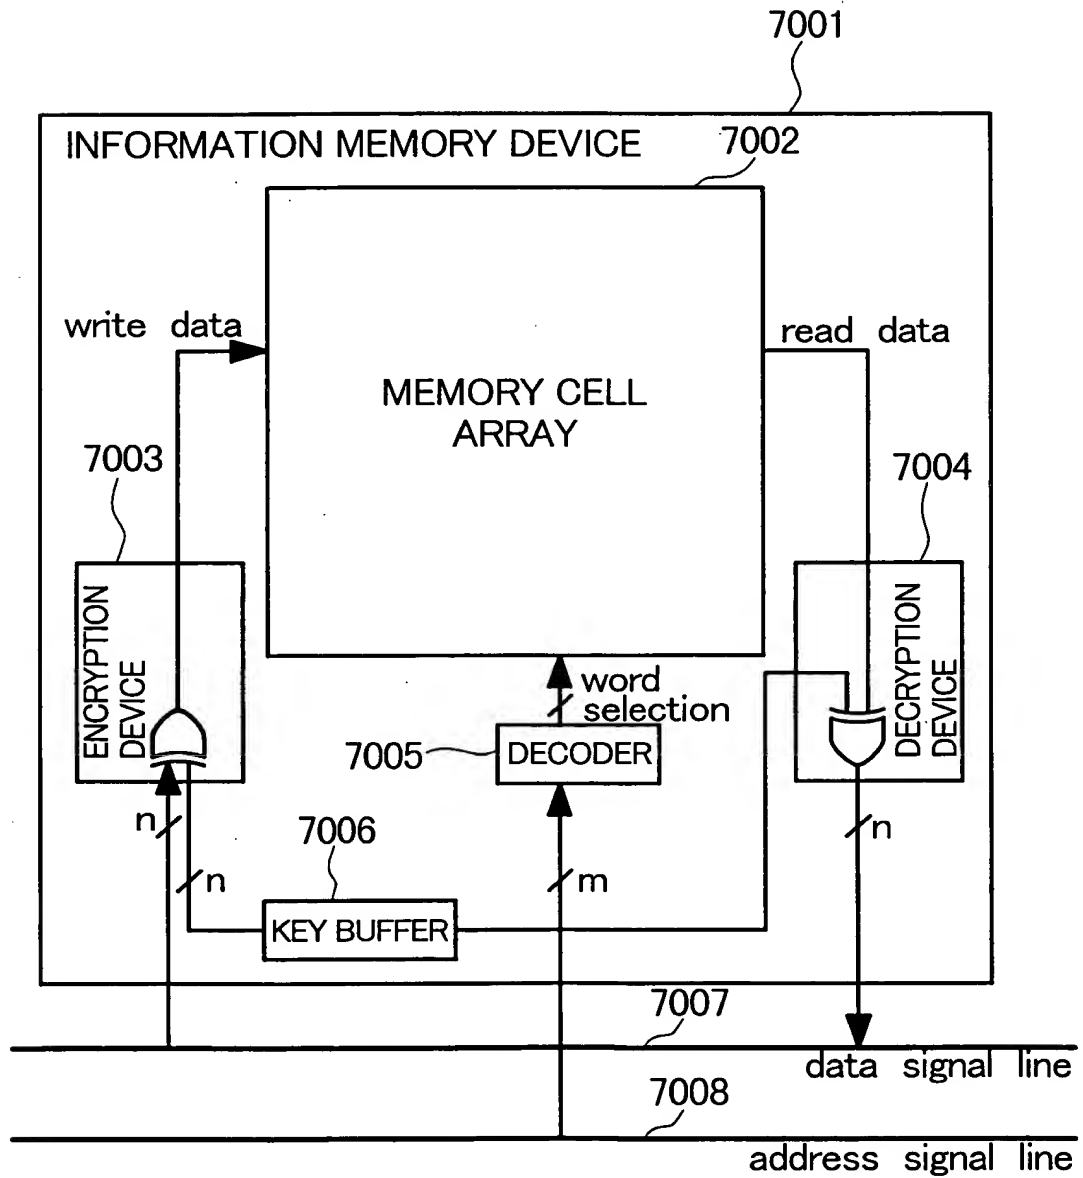 7001
INFORMATION MEMORY DEVICE
7002
write data
read data
MEMORY CELL
ARRAY
7003
7004
ENCRYPTION
DEVICE
DECRYPTION
DEVICE
word
selection
7005
DECODER
n
n
7006
n
m
KEY BUFFER
7007
data signal line
7008
address signal line